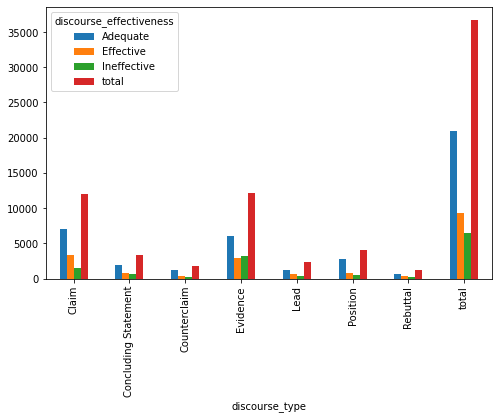 discourse_effectiveness
Adequate
Effective
Ineffective
total
35000
30000
25000
20000
15000
10000
5000
0
Claim
Concluding Statement
Counterclaim
Evidence
Lead
Position
Rebuttal
total
discourse_type